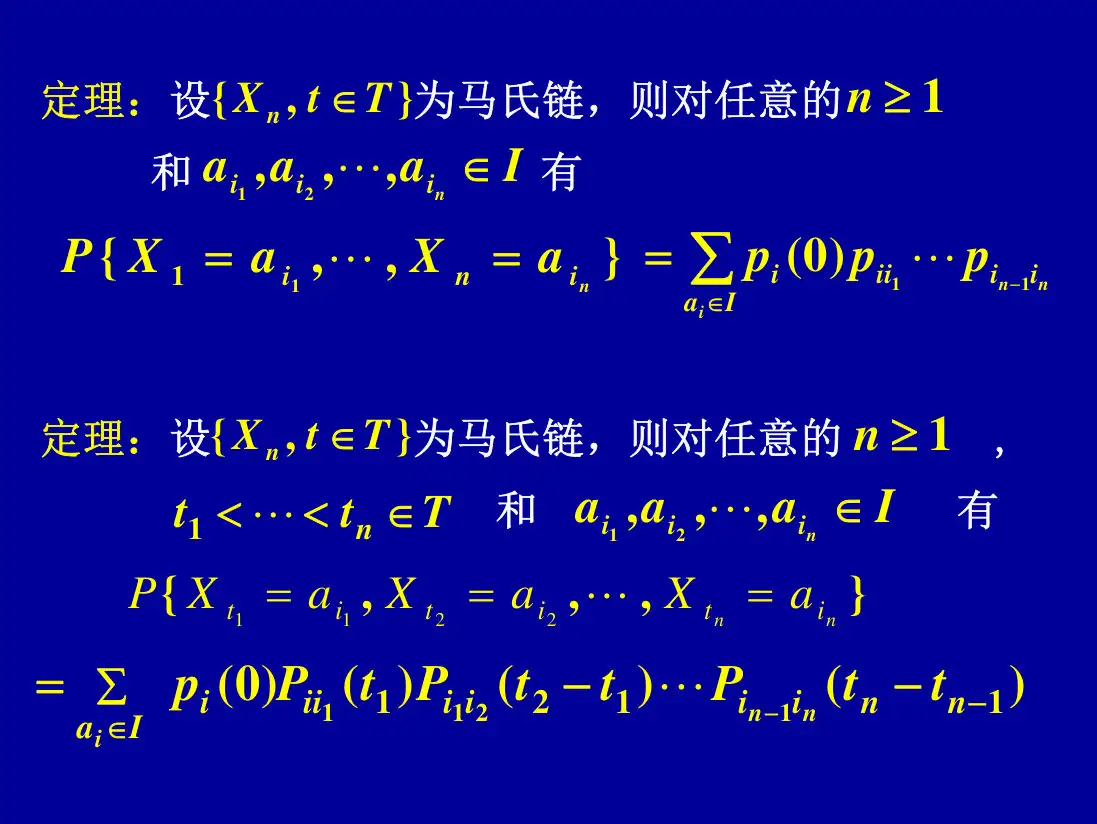 定理：设{X_n, t∈T}为马氏链，则对任意的 n≥1
和 a_{i_1},a_{i_2},⋯,a_{i_n} ∈ I 有
P{X_1 = a_{i_1},⋯, X_n = a_{i_n}} = ∑_{a_i∈I} p_i(0)p_{ii_1}⋯p_{i_{n-1}i_n}
定理：设{X_n, t∈T}为马氏链，则对任意的 n≥1 ,
t_1<⋯<t_n∈T 和 a_{i_1},a_{i_2},⋯,a_{i_n} ∈ I 有
P{X_{t_1} = a_{i_1}, X_{t_2} = a_{i_2},⋯, X_{t_n} = a_{i_n}}
= ∑_{a_i∈I} p_i(0)P_{ii_1}(t_1)P_{i_1i_2}(t_2−t_1)⋯P_{i_{n−1}i_n}(t_n−t_{n−1})